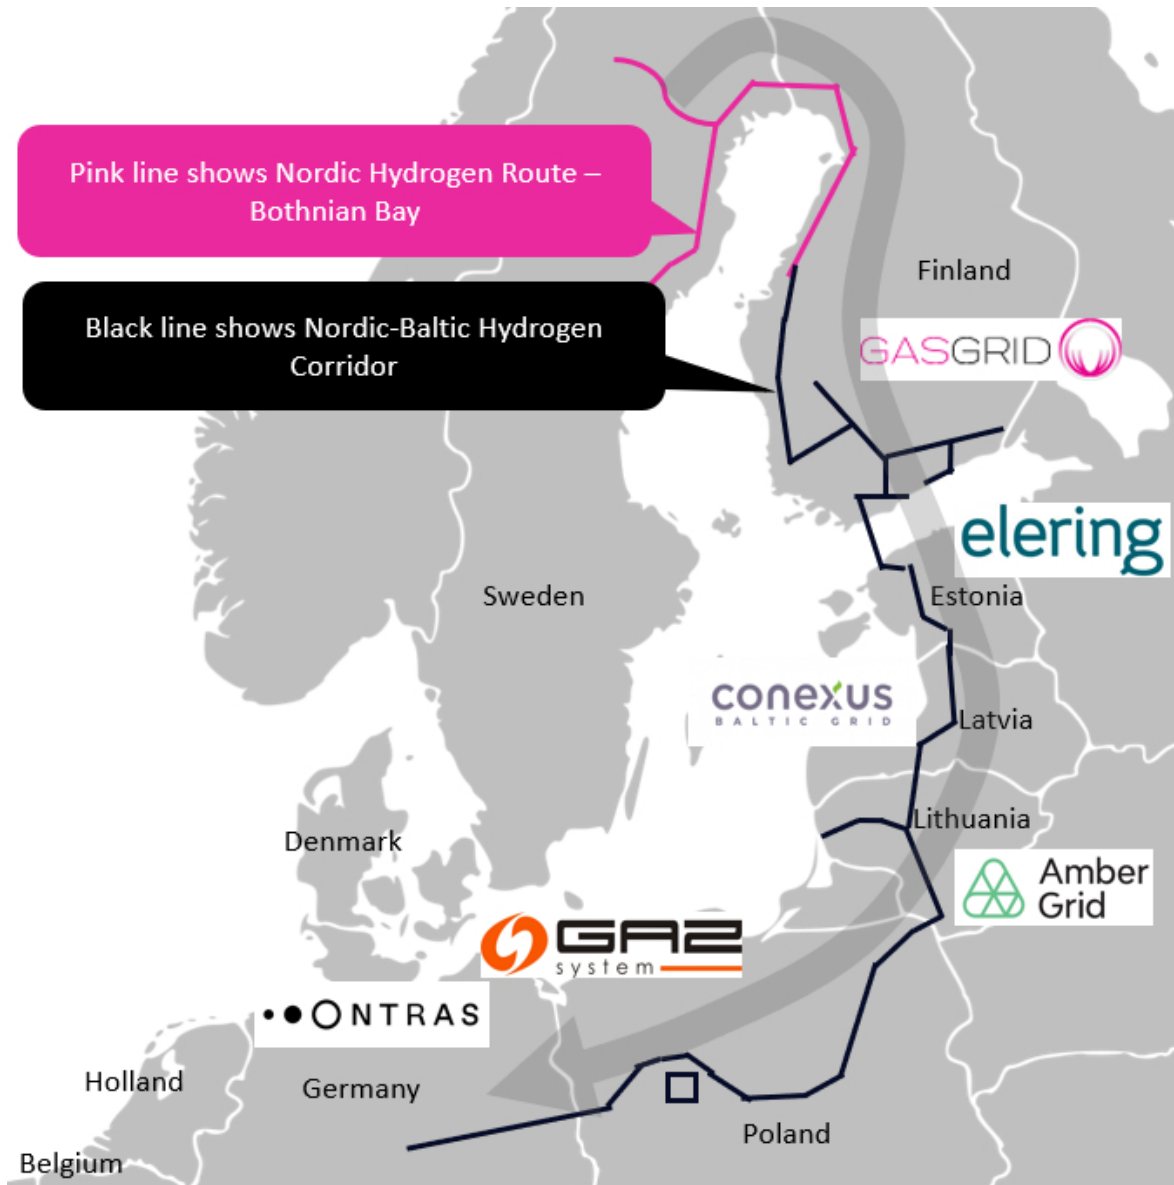 Pink line shows Nordic Hydrogen Route –
Bothnian Bay
Finland
Black line shows Nordic-Baltic Hydrogen
Corridor
GASGRID
elering
Sweden
Estonia
conexus
BALTIC GRID
Latvia
Lithuania
Denmark
Amber
Grid
GAZ
system
ONTRAS
Holland
Germany
Poland
Belgium